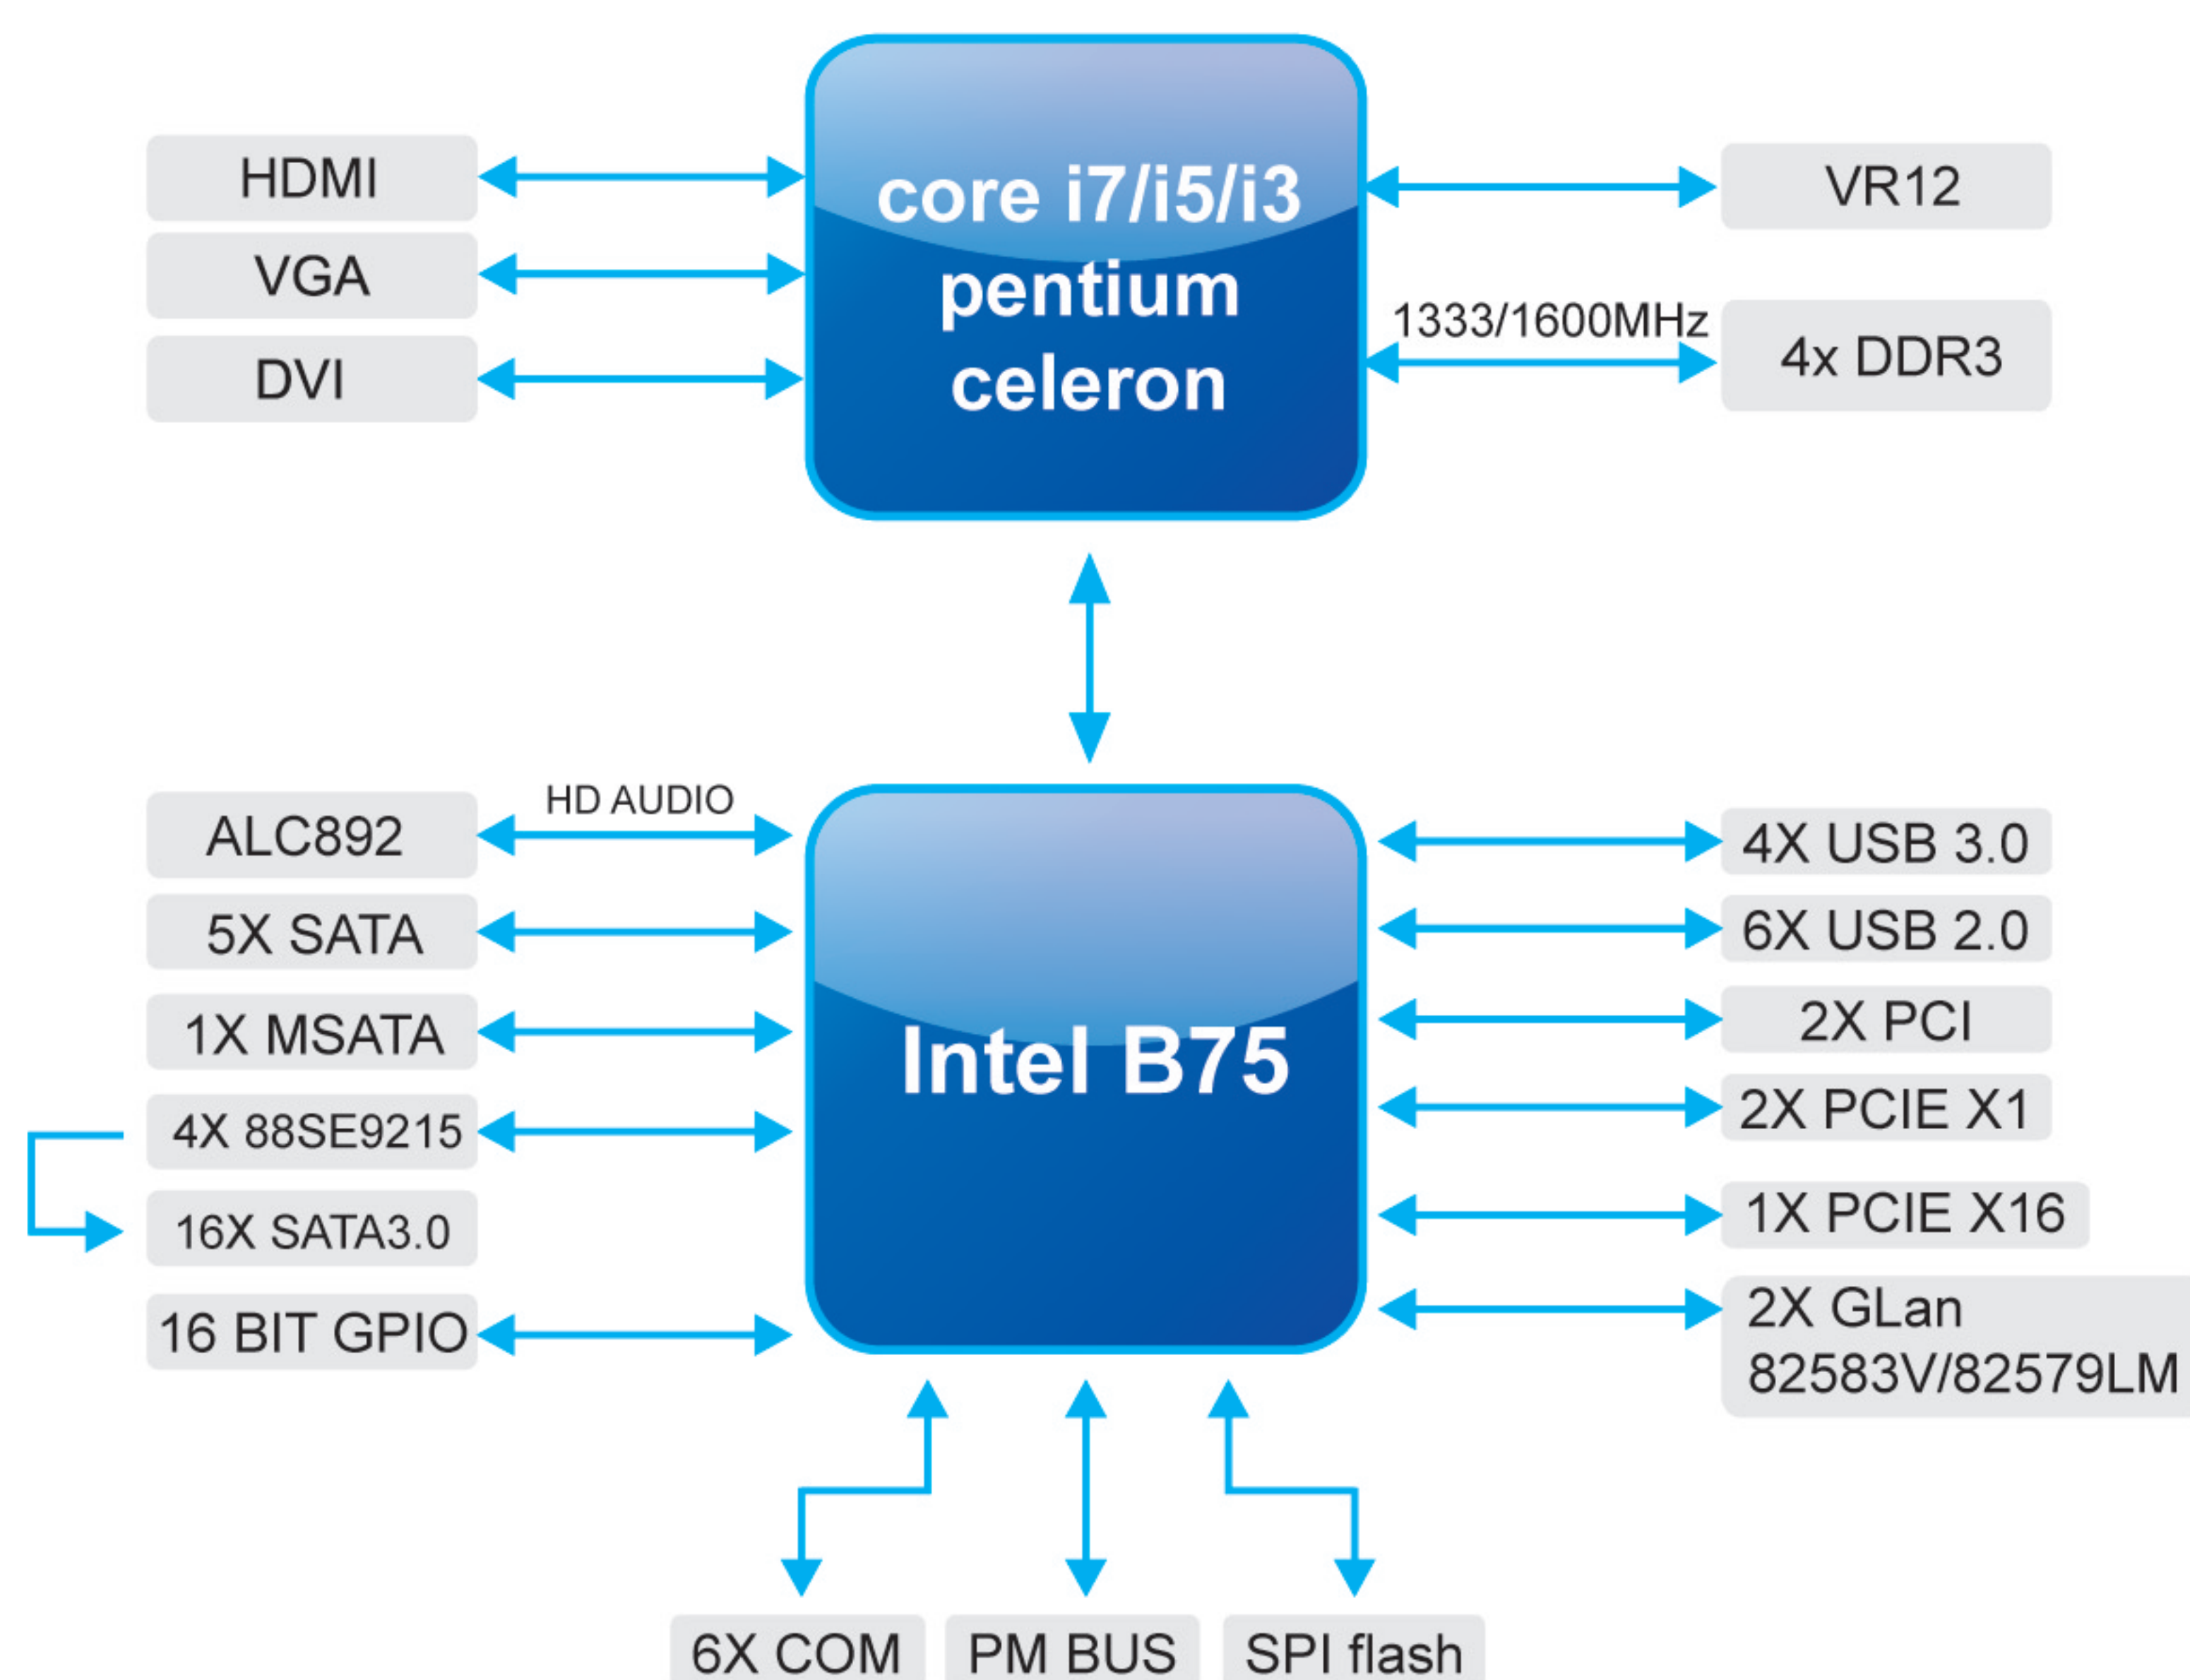 HDMI
VGA
DVI
core i7/i5/i3
pentium
celeron
VR12
1333/1600MHz
4x DDR3
HD AUDIO
ALC892
5X SATA
1X MSATA
4X 88SE9215
16X SATA3.0
16 BIT GPIO
Intel B75
4X USB 3.0
6X USB 2.0
2X PCI
2X PCIE X1
1X PCIE X16
2X GLan
82583V/82579LM
6X COM
PM BUS
SPI flash